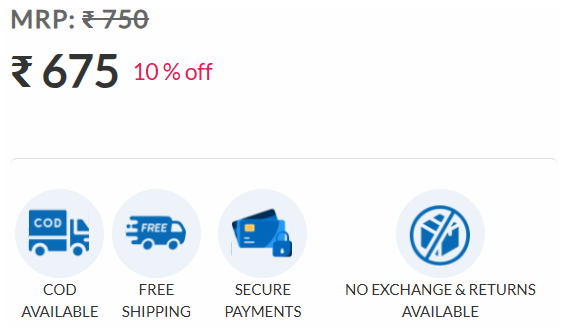 MRP: ₹ 750
₹ 675 10 % off
COD
FREE
COD
AVAILABLE
FREE
SHIPPING
SECURE
PAYMENTS
NO EXCHANGE & RETURNS
AVAILABLE